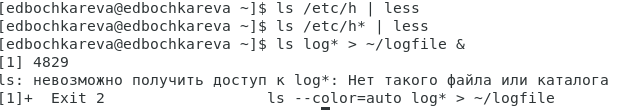 [edbochkareva@edbochkareva ~]$ ls /etc/h | less
[edbochkareva@edbochkareva ~]$ ls /etc/h* | less
[edbochkareva@edbochkareva ~]$ ls log* > ~/logfile &
[1] 4829
ls: невозможно получить доступ к log*: Нет такого файла или каталога
[1]+  Exit 2                  ls --color=auto log* > ~/logfile